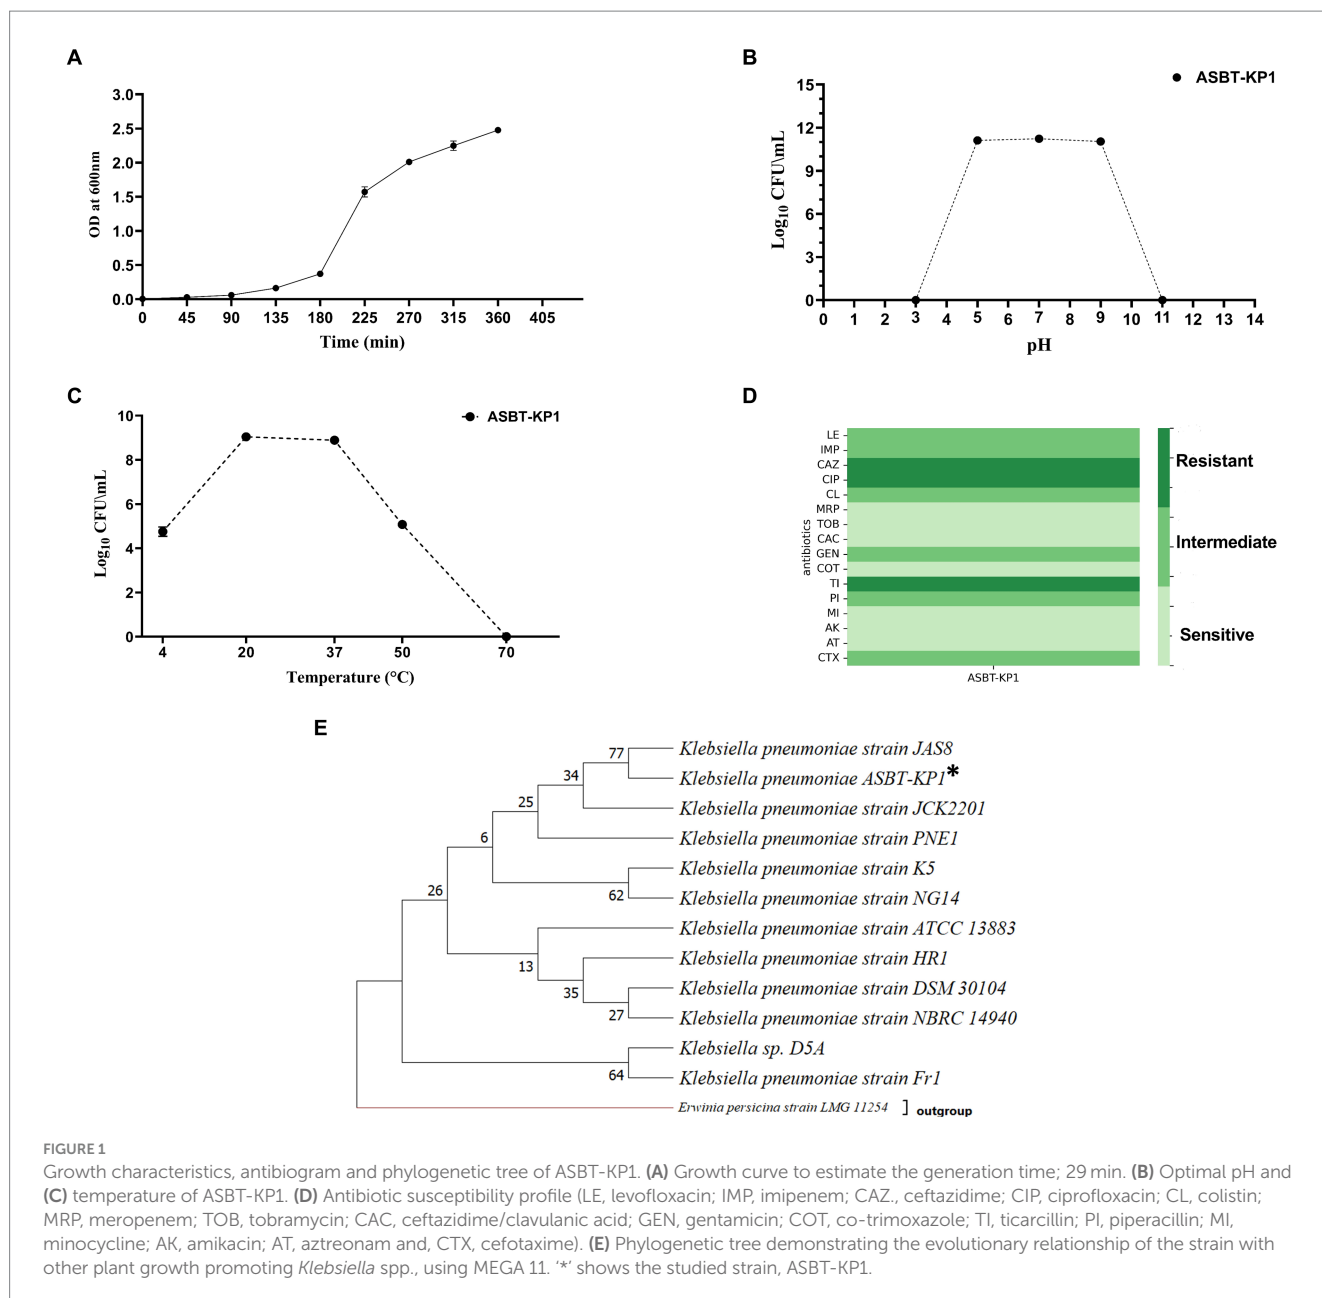 A
3.0
2.5
2.0
1.5
1.0
0.5
0.0
OD at 600nm
0 45 90 135 180 225 270 315 360 405
Time (min)
B
ASBT-KP1
15
12
9
6
3
0
Log10 CFU\mL
0 1 2 3 4 5 6 7 8 9 10 11 12 13 14
pH
C
ASBT-KP1
10
8
6
4
2
0
Log10 CFU\mL
4 20 37 50 70
Temperature (°C)
D
LE
IMP
CAZ
CIP
CL
MRP
TOB
CAC
GEN
COT
TI
PI
MI
AK
AT
CTX
antibiotics
ASBT-KP1
Resistant
Intermediate
Sensitive
E
77
34
25
6
62
26
13
35
27
64
Klebsiella pneumoniae strain JAS8
Klebsiella pneumoniae ASBT-KP1*
Klebsiella pneumoniae strain JCK2201
Klebsiella pneumoniae strain PNE1
Klebsiella pneumoniae strain K5
Klebsiella pneumoniae strain NG14
Klebsiella pneumoniae strain ATCC 13883
Klebsiella pneumoniae strain HR1
Klebsiella pneumoniae strain DSM 30104
Klebsiella pneumoniae strain NBRC 14940
Klebsiella sp. D5A
Klebsiella pneumoniae strain Fr1
Erwinia persicina strain LMG 11254 ] outgroup
FIGURE 1
Growth characteristics, antibiogram and phylogenetic tree of ASBT-KP1. (A) Growth curve to estimate the generation time; 29 min. (B) Optimal pH and
(C) temperature of ASBT-KP1. (D) Antibiotic susceptibility profile (LE, levofloxacin; IMP, imipenem; CAZ., ceftazidime; CIP, ciprofloxacin; CL, colistin;
MRP, meropenem; TOB, tobramycin; CAC, ceftazidime/clavulanic acid; GEN, gentamicin; COT, co-trimoxazole; TI, ticarcillin; PI, piperacillin; MI,
minocycline; AK, amikacin; AT, aztreonam and, CTX, cefotaxime). (E) Phylogenetic tree demonstrating the evolutionary relationship of the strain with
other plant growth promoting Klebsiella spp., using MEGA 11. '*' shows the studied strain, ASBT-KP1.